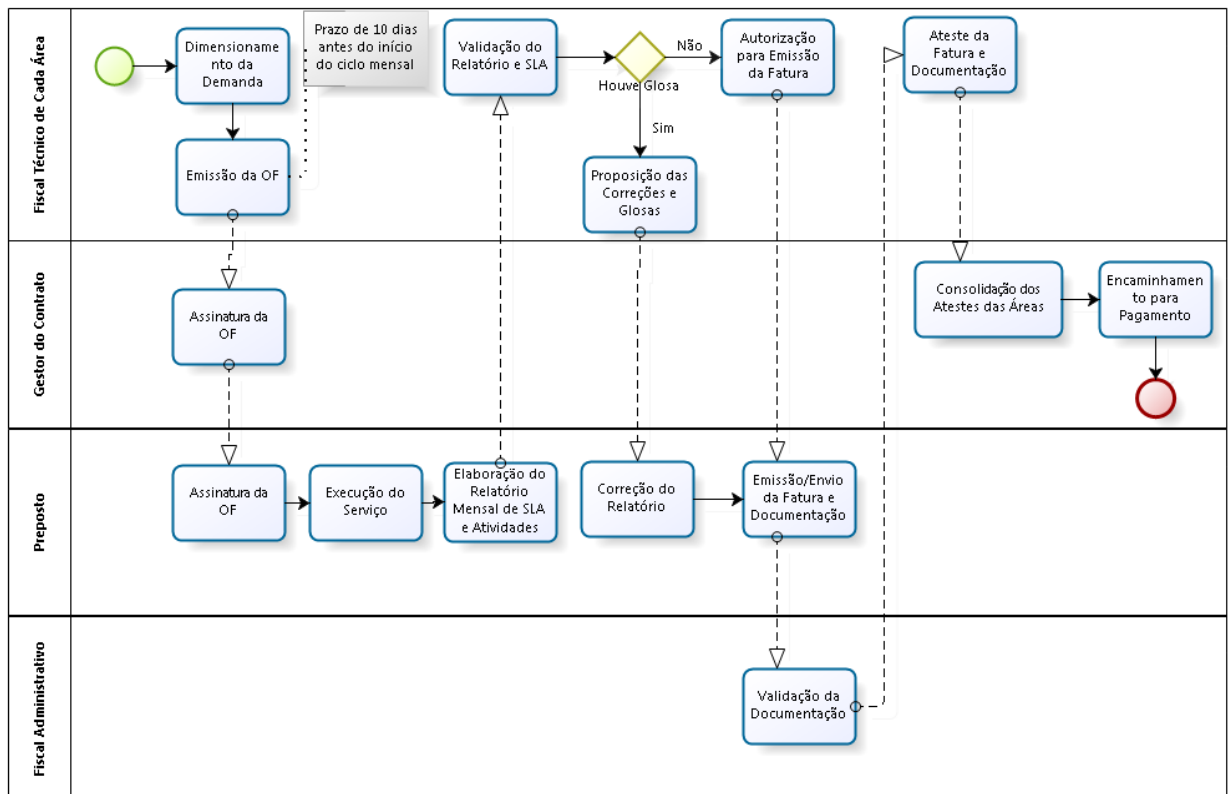 Fiscal Técnico de Cada Área
Dimensioname
nto da
Demanda
Prazo de 10 dias
antes do início
do ciclo mensal
Emissão da OF
Validação do
Relatório e SLA
Houve Glosa
Não
Sim
Autorização
para Emissão
da Fatura
Proposição das
Correções e
Glosas
Ateste da
Fatura e
Documentação
Gestor do Contrato
Assinatura da
OF
Consolidação dos
Atestes das Áreas
Encaminhame
nto para
Pagamento
Preposto
Assinatura da
OF
Execução do
Serviço
Elaboração do
Relatório
Mensal de SLA
e Atividades
Correção do
Relatório
Emissão/Envio
da Fatura e
Documentação
Fiscal Administrativo
Validação da
Documentação